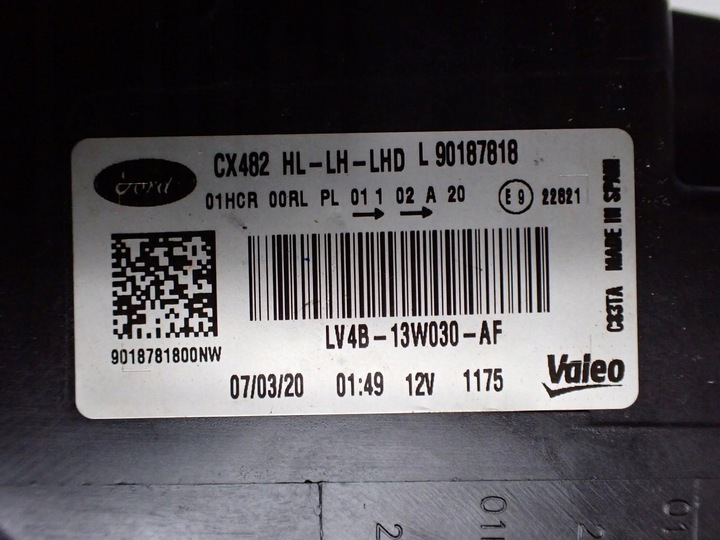 Ford
CX482 HL-LH-LHD L 90187818
01HCR 00RL PL 01 1 02 A 20
E9 22621
9018781800NW
LV4B-13W030-AF
07/03/20 01:49 12V 1175
Valeo
C83TA MADE IN SPAIN